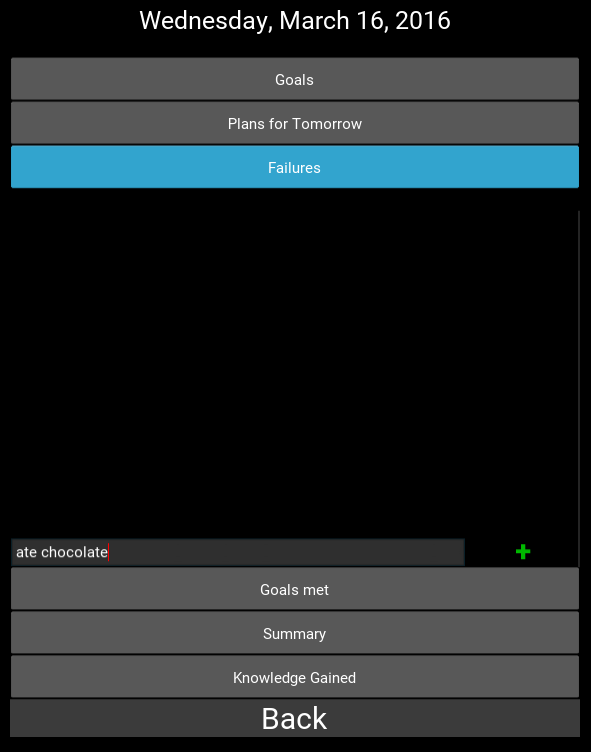 Wednesday, March 16, 2016
Goals
Plans for Tomorrow
Failures
ate chocolate
Goals met
Summary
Knowledge Gained
Back